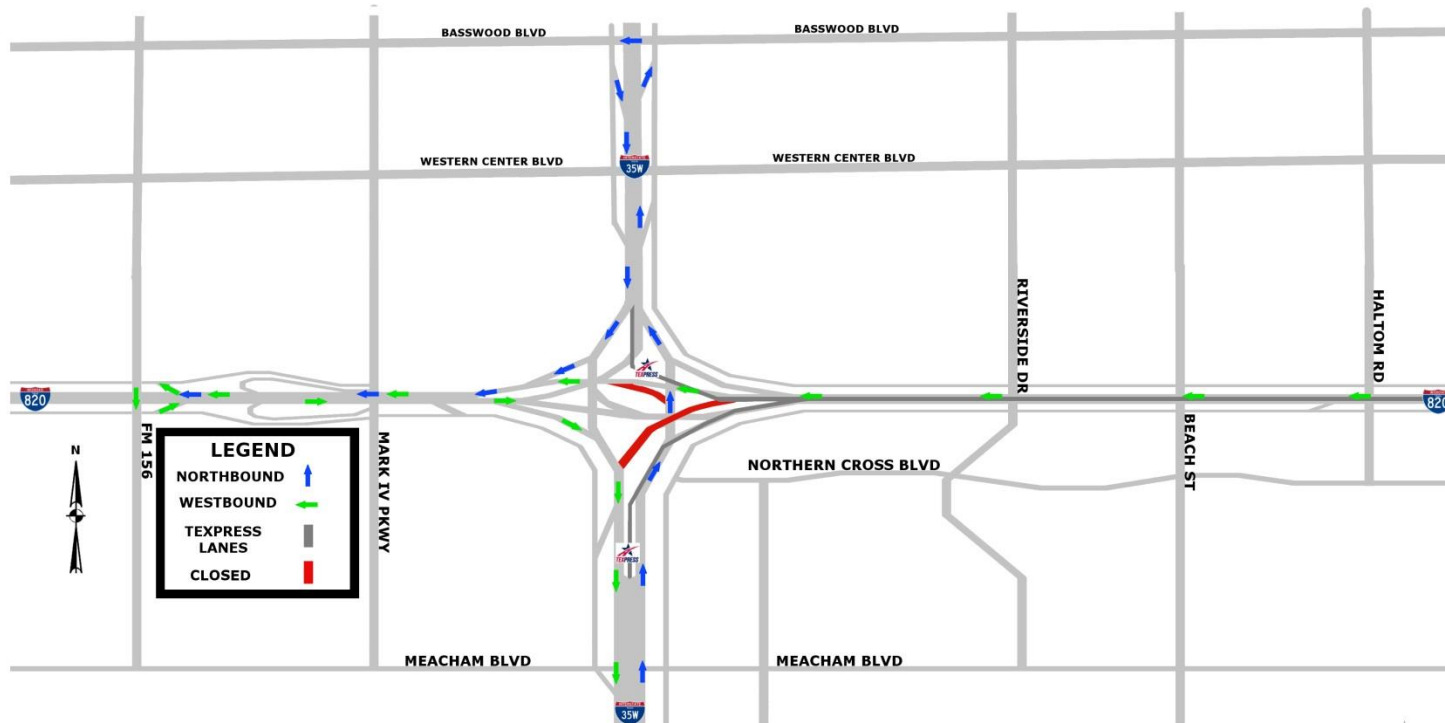 BASSWOOD BLVD
BASSWOOD BLVD
WESTERN CENTER BLVD
WESTERN CENTER BLVD
35W
RIVERSIDE DR
HALTOM RD
TEXPRESS
820
820
FM 156
MARK IV PKWY
BEACH ST
NORTHERN CROSS BLVD
N
LEGEND
NORTHBOUND
WESTBOUND
TEXPRESS
LANES
CLOSED
TEXPRESS
MEACHAM BLVD
MEACHAM BLVD
35W